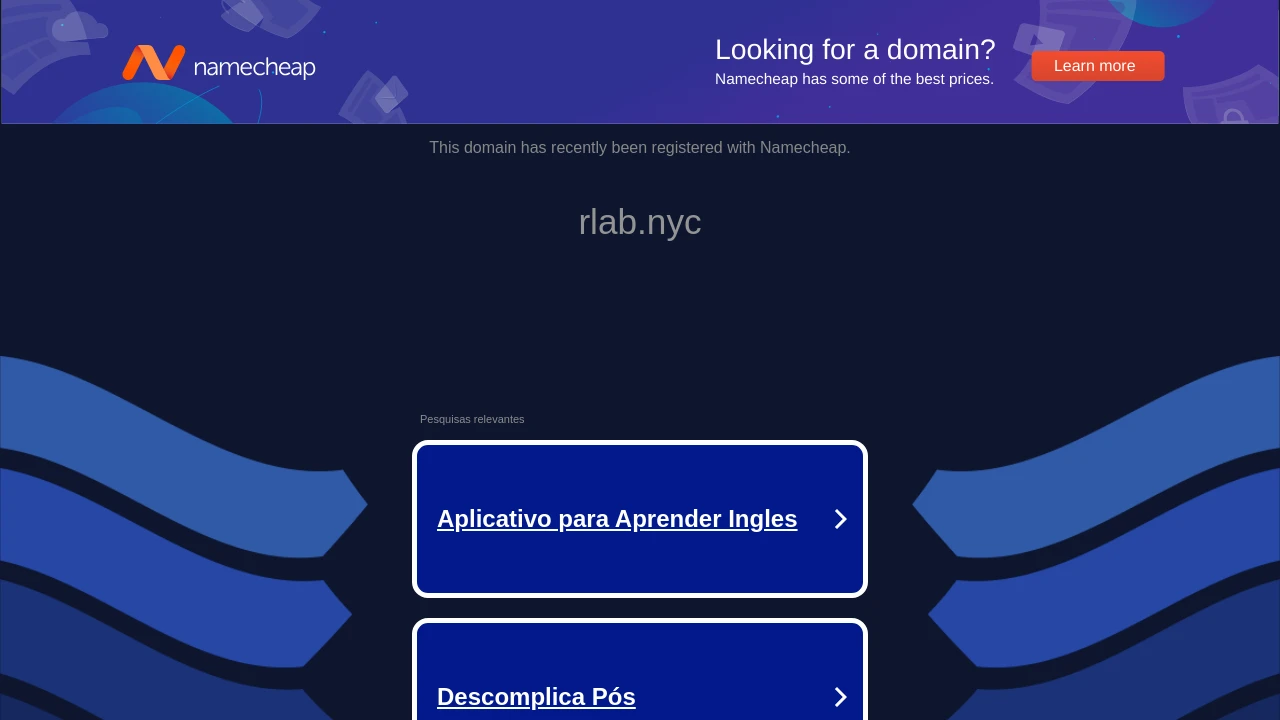 namecheap
Looking for a domain?
Namecheap has some of the best prices.
Learn more
This domain has recently been registered with Namecheap.
rlab.nyc
Pesquisas relevantes
Aplicativo para Aprender Ingles
Descomplica Pós